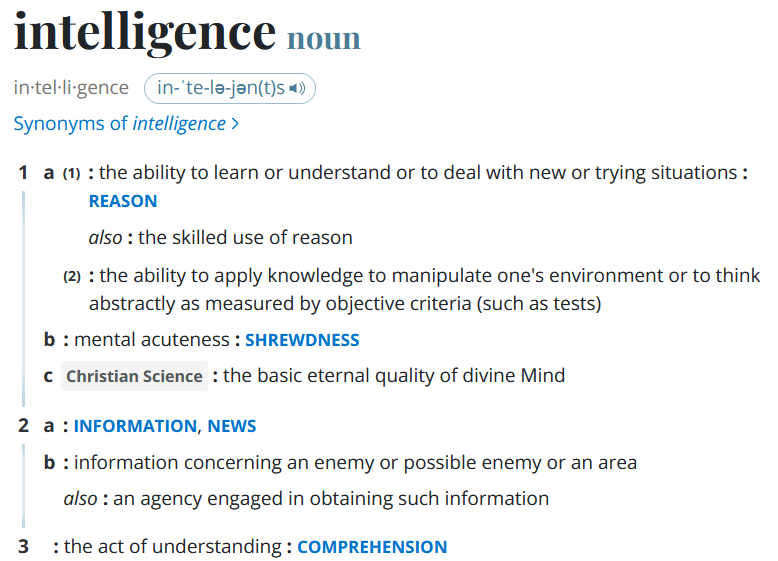 intelligence noun
in·tel·li·gence in-ˈte-lə-jən(t)s
Synonyms of intelligence >
1 a (1) : the ability to learn or understand or to deal with new or trying situations :
REASON
also : the skilled use of reason
(2) : the ability to apply knowledge to manipulate one's environment or to think
abstractly as measured by objective criteria (such as tests)
b : mental acuteness : SHREWDNESS
c Christian Science : the basic eternal quality of divine Mind
2 a : INFORMATION, NEWS
b : information concerning an enemy or possible enemy or an area
also : an agency engaged in obtaining such information
3 : the act of understanding : COMPREHENSION